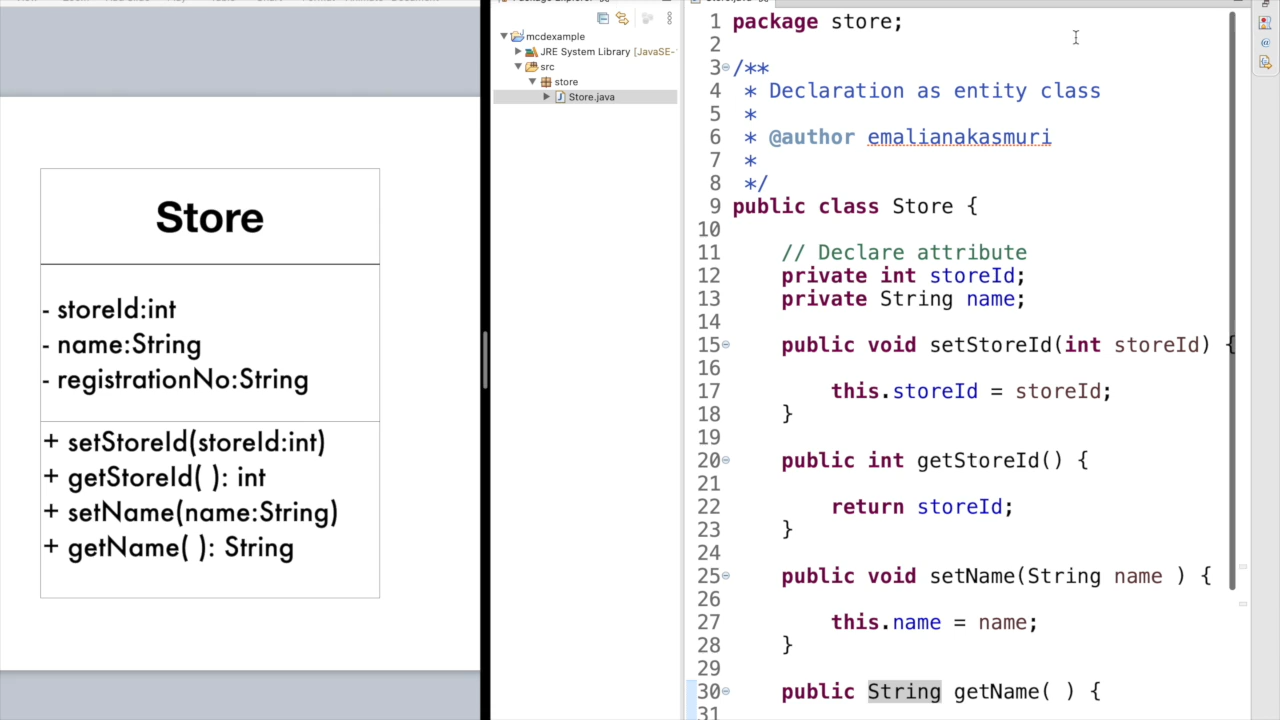 Store
- storeId:int
- name:String
- registrationNo:String
+ setStoreId(storeId:int)
+ getStoreId( ): int
+ setName(name:String)
+ getName( ): String
mcdexample
JRE System Library [JavaSE-
src
store
Store.java
1 package store;
2
3 /**
4 * Declaration as entity class
5 *
6 * @author emalianakasmuri
7 *
8 */
9 public class Store {
10
11 // Declare attribute
12 private int storeId;
13 private String name;
14
15 public void setStoreId(int storeId) {
16
17 this.storeId = storeId;
18 }
19
20 public int getStoreId() {
21
22 return storeId;
23 }
24
25 public void setName(String name ) {
26
27 this.name = name;
28 }
29
30 public String getName( ) {
31